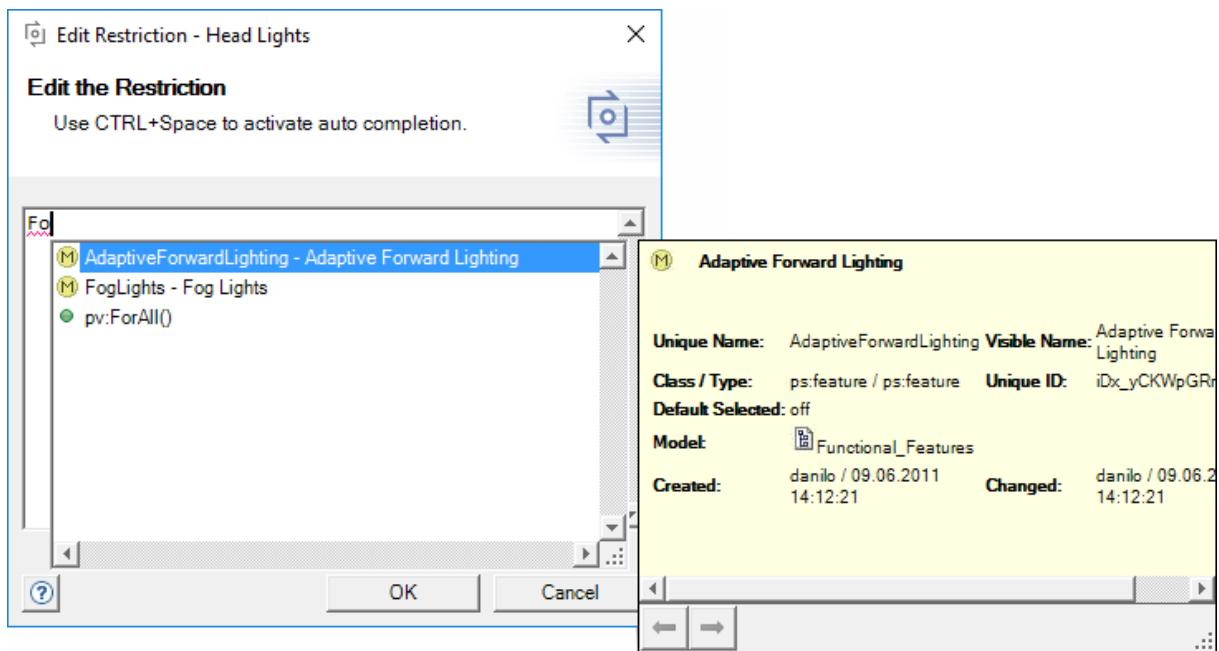 Edit Restriction - Head Lights
Edit the Restriction
Use CTRL+Space to activate auto completion.
Fo
AdaptiveForwardLighting - Adaptive Forward Lighting
FogLights - Fog Lights
pv:ForAll()
OK
Cancel
Adaptive Forward Lighting
Unique Name: AdaptiveForwardLighting Visible Name: Adaptive Forwa
Lighting
Class / Type: ps:feature / ps:feature Unique ID: iDx_yCKWpGRr
Default Selected: off
Model: Functional_Features
Created: danilo / 09.06.2011 Changed: danilo / 09.06.2
14:12:21 14:12:21